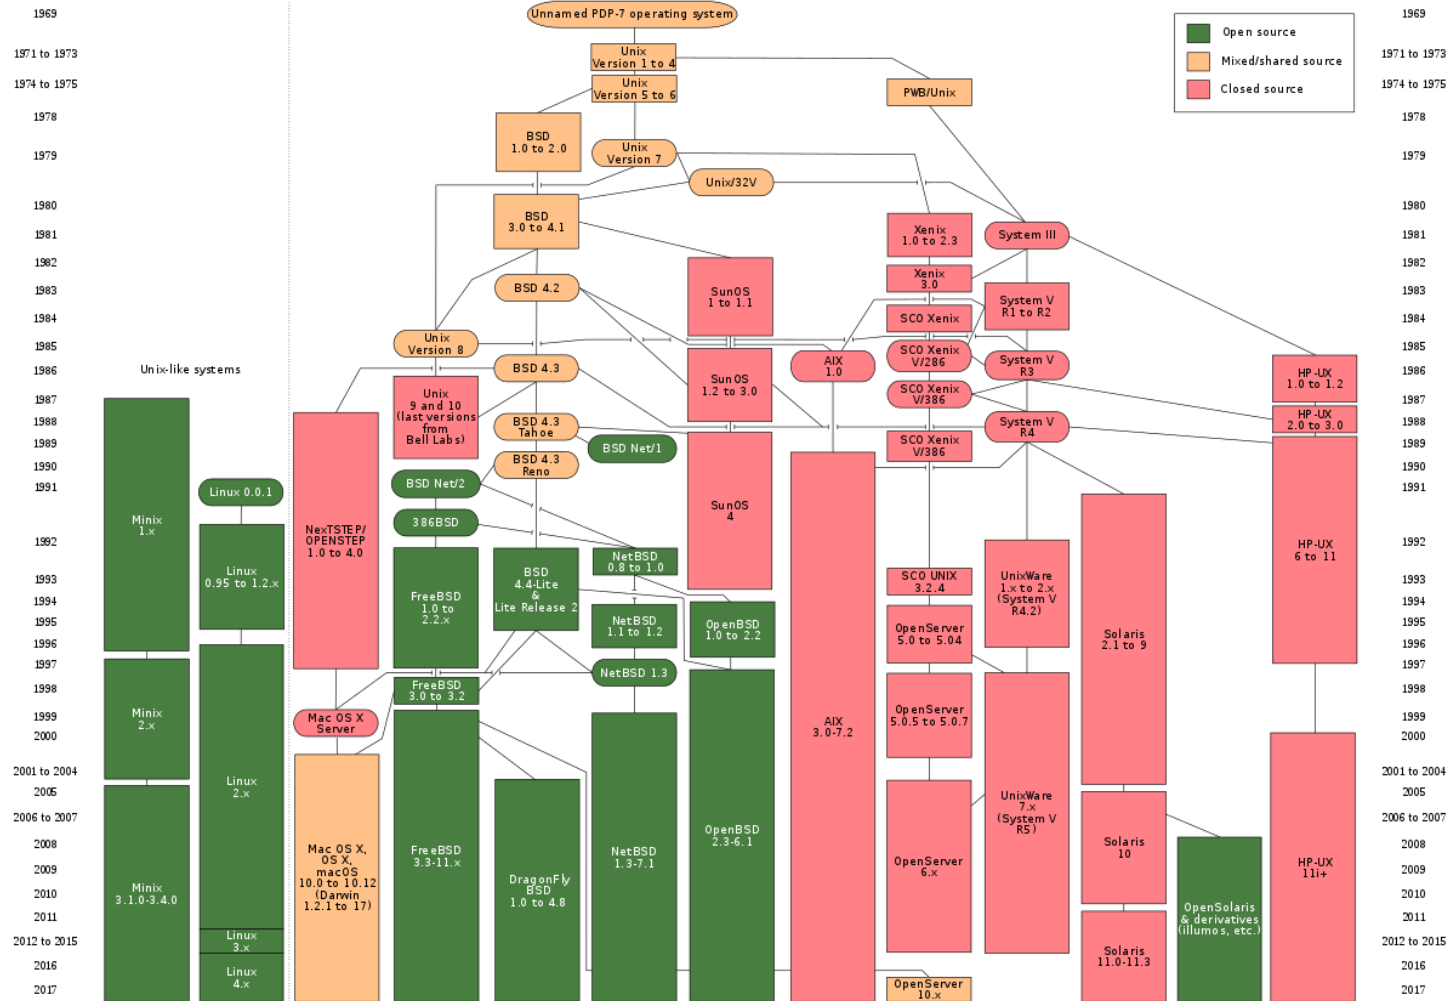 1969
Unnamed PDP-7 operating system
1969
Open source
Mixed/shared source
Closed source
1971 to 1973
Unix
Version 1 to 4
1971 to 1973
1974 to 1975
Unix
Version 5 to 6
PWB/Unix
1974 to 1975
1978
BSD
1.0 to 2.0
1978
1979
Unix
Version 7
Unix/32V
1979
1980
BSD
3.0 to 4.1
Xenix
1.0 to 2.3
1980
1981
System III
1981
1982
Xenix
3.0
1982
1983
BSD 4.2
SunOS
1 to 1.1
System V
R1 to R2
1983
1984
SCO Xenix
1984
1985
Unix
Version 8
SCO Xenix
V/286
1985
Unix-like systems
1986
BSD 4.3
SunOS
1.2 to 3.0
AIX
1.0
System V
R3
HP-UX
1.0 to 1.2
1986
1987
Unix
9 and 10
(last versions
from
Bell Labs)
SCO Xenix
V/386
1987
1988
BSD 4.3
Tahoe
System V
R4
HP-UX
2.0 to 3.0
1988
1989
BSD Net/1
SCO Xenix
V/386
1989
1990
BSD 4.3
Reno
1990
1991
Linux 0.0.1
BSD Net/2
1991
Minix
1.x
NeXTSTEP/
OPENSTEP
1.0 to 4.0
386BSD
SunOS
4
1992
NetBSD
0.8 to 1.0
HP-UX
6 to 11
1992
1993
Linux
0.95 to 1.2.x
BSD
4.4-Lite
&
Lite Release 2
SCO UNIX
3.2.4
UnixWare
1.x to 2.x
(System V
R4.2)
1993
1994
FreeBSD
1.0 to
2.2.x
1994
1995
NetBSD
1.1 to 1.2
OpenBSD
1.0 to 2.2
OpenServer
5.0 to 5.04
1995
1996
Solaris
2.1 to 9
1996
1997
NetBSD 1.3
1997
1998
FreeBSD
3.0 to 3.2
1998
1999
Minix
2.x
Mac OS X
Server
AIX
3.0-7.2
OpenServer
5.0.5 to 5.0.7
1999
2000
2000
2001 to 2004
2001 to 2004
2005
Linux
2.x
2005
2006 to 2007
UnixWare
7.x
(System V
R5)
2006 to 2007
2008
OpenBSD
2.3-6.1
Solaris
10
2008
2009
Mac OS X,
OS X,
macOS
10.0 to 10.12
(Darwin
1.2.1 to 17)
FreeBSD
3.3-11.x
NetBSD
1.3-7.1
OpenServer
6.x
HP-UX
11i+
2009
2010
Minix
3.1.0-3.4.0
DragonFly
BSD
1.0 to 4.8
2010
2011
OpenSolaris
& derivatives
(illumos, etc.)
2011
2012 to 2015
Linux
3.x
2012 to 2015
2016
Solaris
11.0-11.3
2016
2017
Linux
4.x
OpenServer
10.x
2017